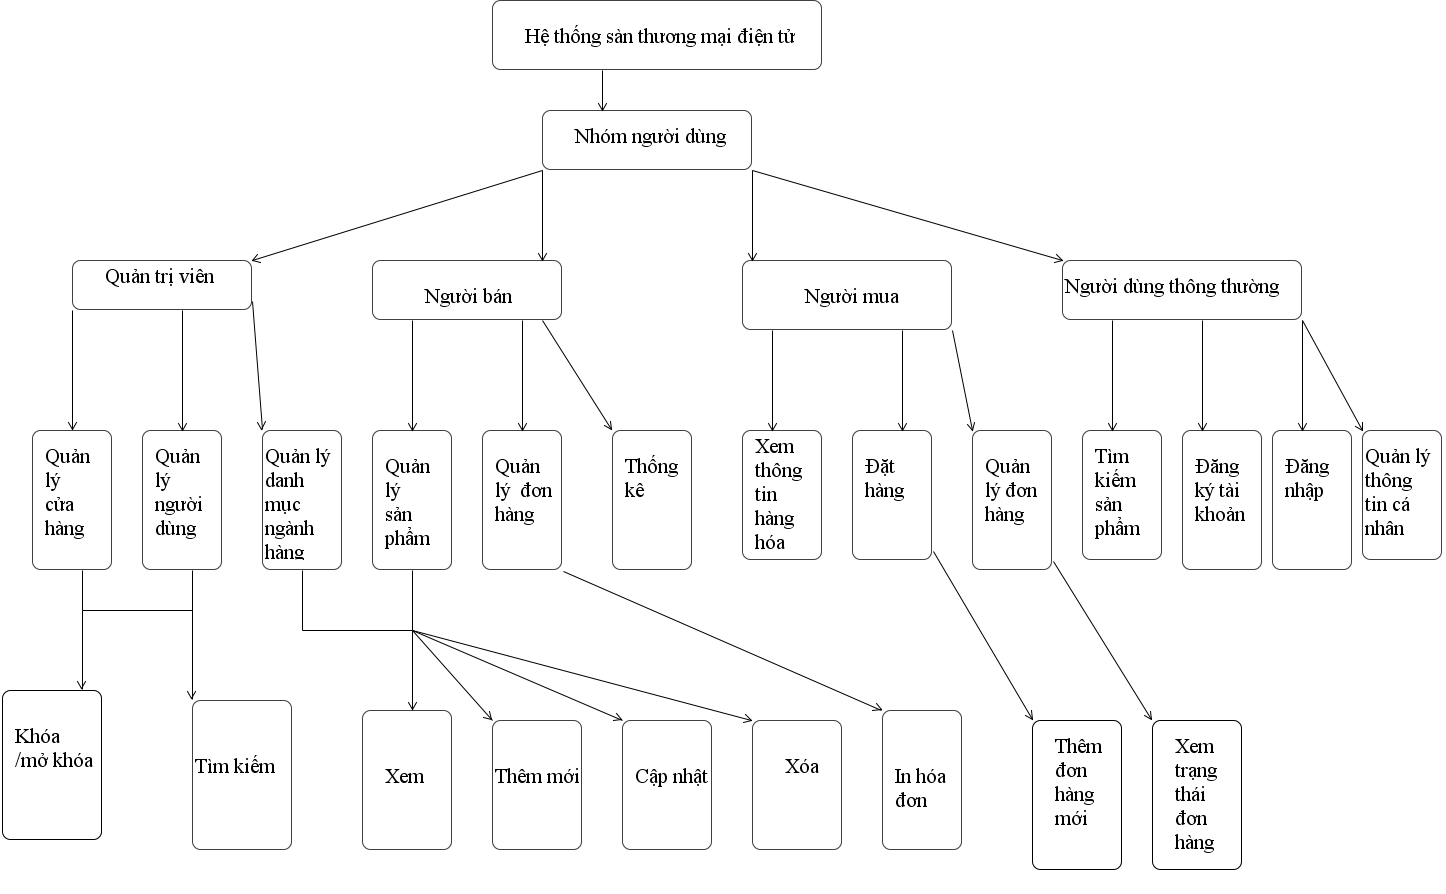 Hệ thống sàn thương mại điện tử
Nhóm người dùng
Quản trị viên
Người bán
Người mua
Người dùng thông thường
Quản
lý
cửa
hàng
Quản
lý
người
dùng
Quản lý
danh
mục
ngành
hàng
Quản
lý
sản
phẩm
Quản
lý đơn
hàng
Thống
kê
Xem
thông
tin
hàng
hóa
Đặt
hàng
Quản
lý đơn
hàng
Tìm
kiếm
sản
phẩm
Đăng
ký tài
khoản
Đăng
nhập
Quản lý
thông
tin cá
nhân
Khóa
/mở khóa
Tìm kiếm
Xem
Thêm mới
Cập nhật
Xóa
In hóa
đơn
Thêm
đơn
hàng
mới
Xem
trạng
thái
đơn
hàng